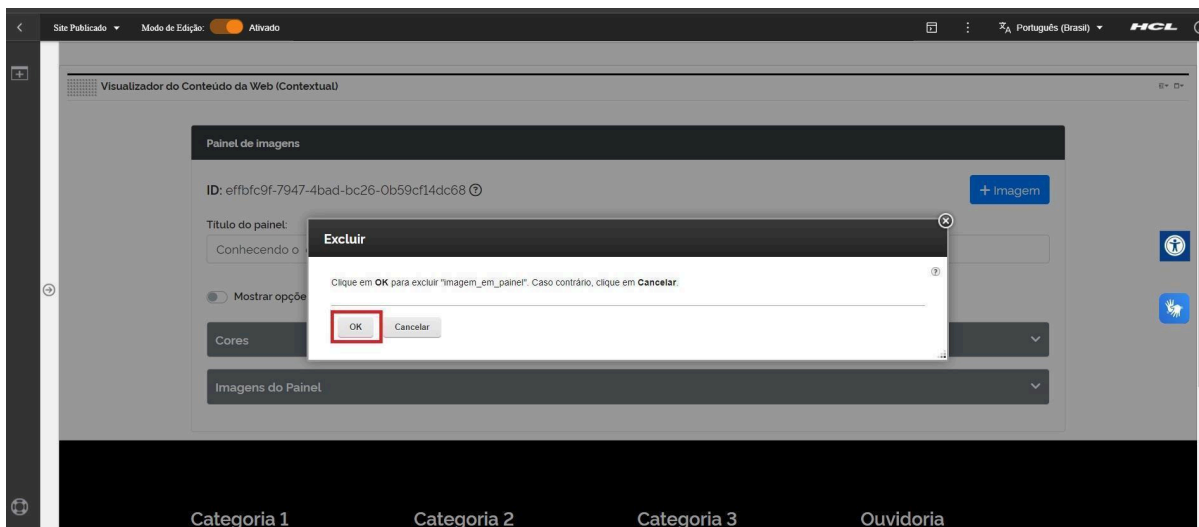 Site Publicado Modo de Edição: Ativado Português (Brasil) HCL
Visualizador do Conteúdo da Web (Contextual)
Painel de imagens
ID: effbfc9f-7947-4bad-bc26-0b59cf14dc68
+ Imagem
Título do painel:
Conhecendo o
Excluir
Clique em OK para excluir "imagem_em_painel". Caso contrário, clique em Cancelar.
OK Cancelar
Mostrar opçõe
Cores
Imagens do Painel
Categoria 1 Categoria 2 Categoria 3 Ouvidoria